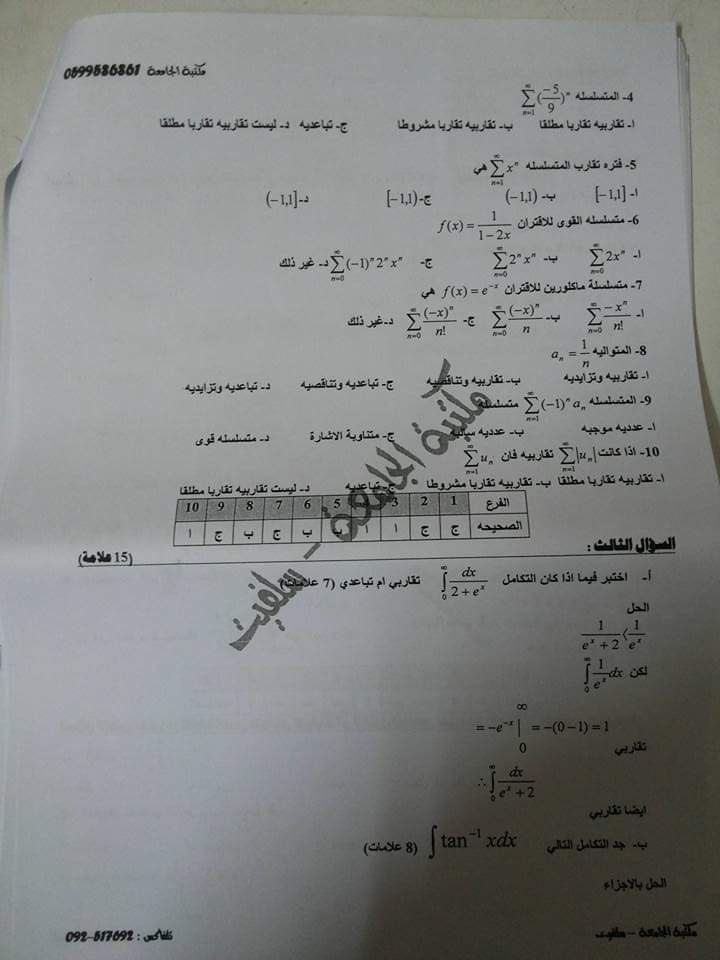 مكتبة الجامعة 0599586861
4- المتسلسله $\sum_{n=1}^{\infty} (\frac{-5}{9})^n$
ا- تقاربيه تقاربا مطلقا ب- تقاربيه تقاربا مشروطا ج- تباعديه د- ليست تقاربيه تقاربا مطلقا
5- فتره تقارب المتسلسله $\sum_{n=1}^{\infty} x^n$ هي
ا- [-1,1] ب- (-1,1) ج- [-1,1) د- (-1,1]
6- متسلسله القوى للاقتران $f(x) = \frac{1}{1-2x}$
ا- $\sum_{n=0}^{\infty} 2x^n$ ب- $\sum_{n=0}^{\infty} 2^n x^n$ ج- $\sum_{n=0}^{\infty} (-1)^n 2^n x^n$ د- غير ذلك
7- متسلسلة ماكلورين للاقتران $f(x) = e^{-x}$ هي
ا- $\sum_{n=0}^{\infty} \frac{-x^n}{n!}$ ب- $\sum_{n=0}^{\infty} \frac{(-x)^n}{n}$ ج- $\sum_{n=0}^{\infty} \frac{(-x)^n}{n!}$ د- غير ذلك
8- المتواليه $a_n = \frac{1}{n}$
ا- تقاربيه وتزايديه ب- تقاربيه وتناقصيه ج- تباعديه وتناقصيه د- تباعديه وتزايديه
9- المتسلسله $\sum_{n=1}^{\infty} (-1)^n a_n$ متسلسلة
ا- عدديه موجبه ب- عدديه سالبه ج- متناوبة الاشارة د- متسلسله قوى
10- اذا كانت $\sum_{n=1}^{\infty} |u_n|$ تقاربيه فان $\sum_{n=1}^{\infty} u_n$
ا- تقاربيه تقاربا مطلقا ب- تقاربيه تقاربا مشروطا ج- تباعديه د- ليست تقاربيه تقاربا مطلقا
الفرع 1 2 3 4 5 6 7 8 9 10
الصحيحه ج ج ا ا ب ب ج ب ج ا
مكتبة الجامعة - سلفيت
السؤال الثالث : (15 علامة)
أ- اختبر فيما اذا كان التكامل $\int_0^{\infty} \frac{dx}{2+e^x}$ تقاربي ام تباعدي (7 علامات)
الحل
$\frac{1}{e^x+2} \langle \frac{1}{e^x}$
لكن $\int_0^{\infty} \frac{1}{e^x} dx$
$= -e^{-x} |_0^{\infty} = -(0-1) = 1$
تقاربي
$\therefore \int_0^{\infty} \frac{dx}{e^x+2}$
ايضا تقاربي
ب- جد التكامل التالي $\int \tan^{-1} x dx$ (8 علامات)
الحل بالاجزاء
مكتبة الجامعة - سلفيت تلفاكس : 092-517692